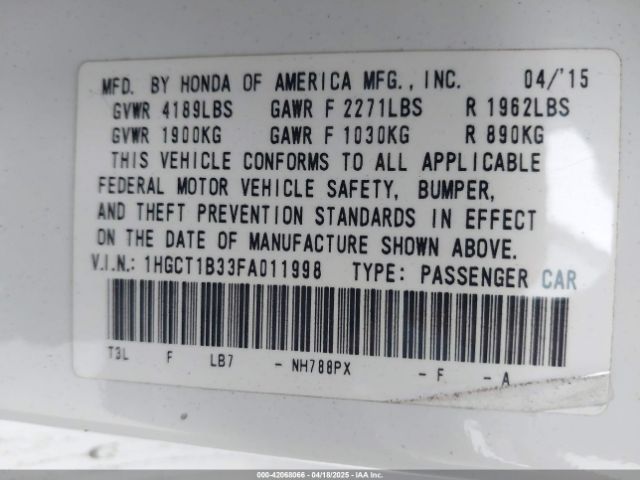 MFD. BY HONDA OF AMERICA MFG., INC. 04/'15
GVWR 4189LBS GAWR F 2271LBS R 1962LBS
GVWR 1900KG GAWR F 1030KG R 890KG
THIS VEHICLE CONFORMS TO ALL APPLICABLE
FEDERAL MOTOR VEHICLE SAFETY, BUMPER,
AND THEFT PREVENTION STANDARDS IN EFFECT
ON THE DATE OF MANUFACTURE SHOWN ABOVE.
V.I.N.: 1HGCT1B33FA011998 TYPE: PASSENGER CAR
T3L F LB7 - NH788PX - F - A
000-42068066 - 04/18/2025 - IAAI.COM